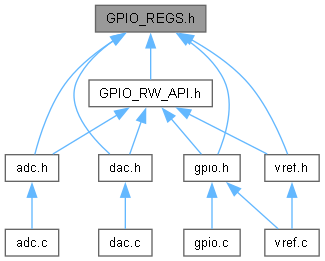 GPIO_REGS.h
GPIO_RW_API.h
adc.h
dac.h
gpio.h
vref.h
adc.c
dac.c
gpio.c
vref.c